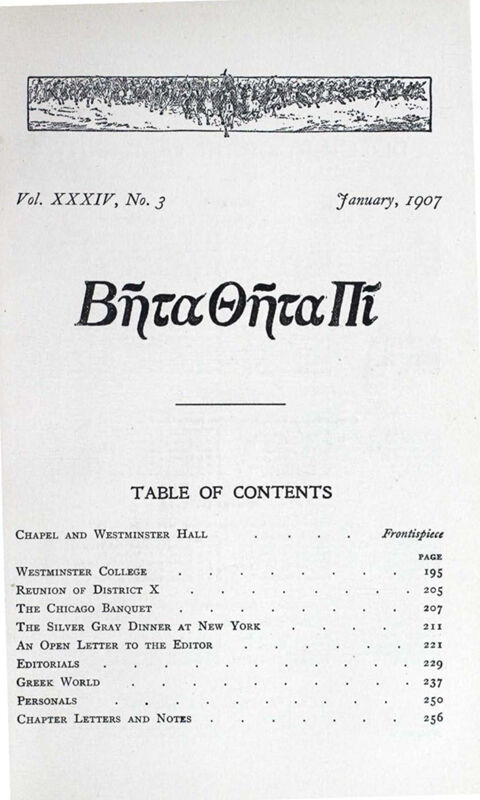 Vol. XXXIV, No. 3 January, 1907
Βῆτα Θῆτα Πῖ
TABLE OF CONTENTS
CHAPEL AND WESTMINSTER HALL . . . . Frontispiece
PAGE
WESTMINSTER COLLEGE . . . . . . . 195
REUNION OF DISTRICT X . . . . . . . . 205
THE CHICAGO BANQUET . . . . . . . 207
THE SILVER GRAY DINNER AT NEW YORK . . . . 211
AN OPEN LETTER TO THE EDITOR . . . . . 221
EDITORIALS . . . . . . . . . . 229
GREEK WORLD . . . . . . . . . 237
PERSONALS . . . . . . . . . . 250
CHAPTER LETTERS AND NOTES . . . . . . 256